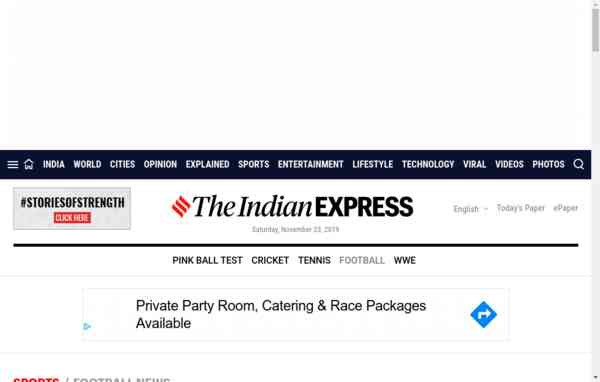 INDIA WORLD CITIES OPINION EXPLAINED SPORTS ENTERTAINMENT LIFESTYLE TECHNOLOGY VIRAL VIDEOS PHOTOS
#STORIESOFSTRENGTH
CLICK HERE
The Indian EXPRESS
English
Today's Paper
ePaper
Saturday, November 23, 2019
PINK BALL TEST CRICKET TENNIS FOOTBALL WWE
Private Party Room, Catering & Race Packages
Available
SPORTS / FOOTBALL NEWS